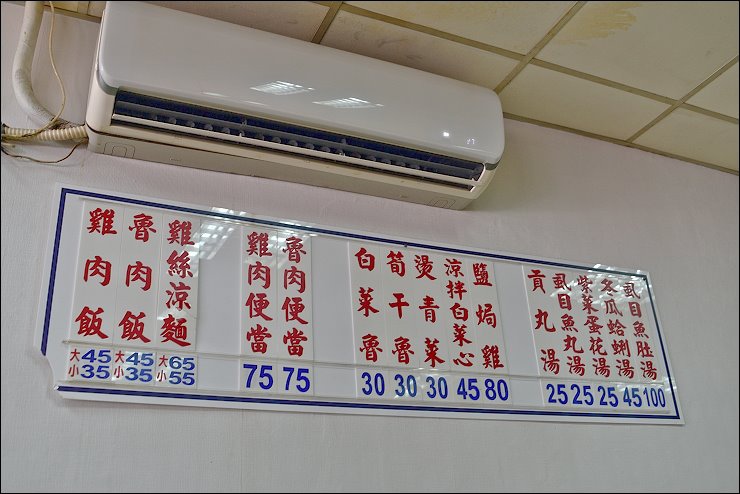 雞肉飯
大45
小35
魯肉飯
大45
小35
雞絲涼麵
大65
小55
雞肉便當
75
魯肉便當
75
白菜魯
30
筍干魯
30
燙青菜
30
涼拌白菜心
45
鹽焗雞
80
貢丸湯
25
虱目魚丸湯
25
紫菜蛋花湯
25
冬瓜蛤蜊湯
45
虱目魚肚湯
100